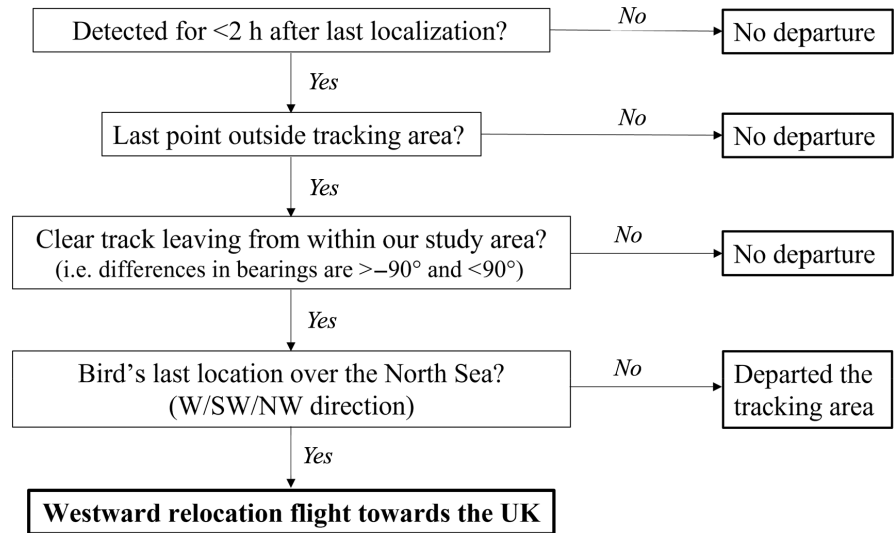 Detected for <2 h after last localization?
No
No departure
Yes
Last point outside tracking area?
No
No departure
Yes
Clear track leaving from within our study area?
(i.e. differences in bearings are >−90° and <90°)
No
No departure
Yes
Bird's last location over the North Sea?
(W/SW/NW direction)
No
Departed the
tracking area
Yes
Westward relocation flight towards the UK